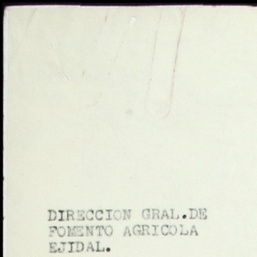 DIRECCION GRAL.DE
FOMENTO AGRICOLA
EJIDAL.